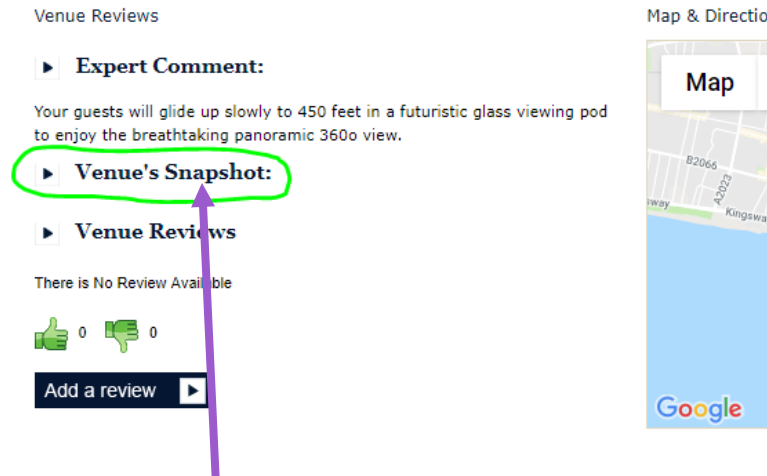 Venue Reviews
Expert Comment:
Your guests will glide up slowly to 450 feet in a futuristic glass viewing pod
to enjoy the breathtaking panoramic 360o view.
Venue's Snapshot:
Venue Reviews
There is No Review Available
0 0
Add a review
Map & Directio
Map
B2066
A2023
sway
Kingswa
Google